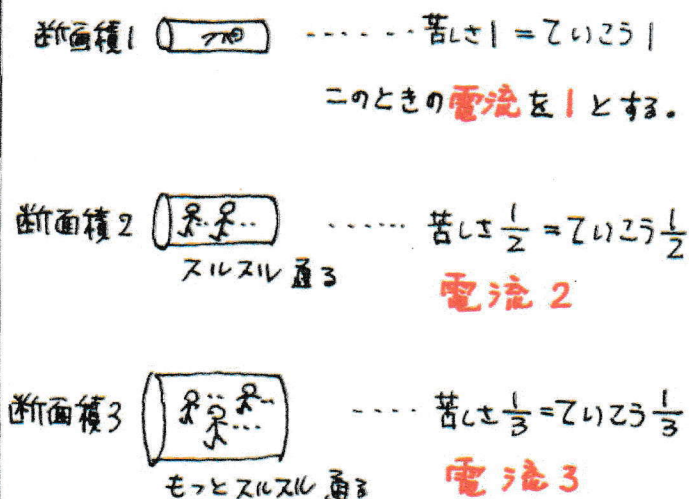 断面積1 ‥‥‥苦しさ1=ていこう1
このときの電流を1とする。
断面積2 ‥‥‥ 苦しさ1/2=ていこう1/2
スルスル通る
電流2
断面積3 ‥‥ 苦しさ1/3=ていこう1/3
もっとスルスル通る
電流3